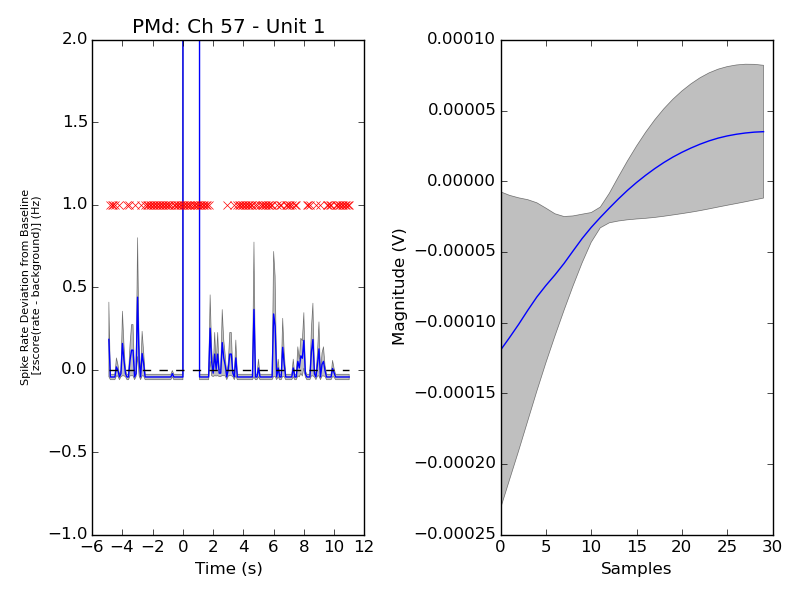 PMd: Ch 57 - Unit 1
2.0
1.5
1.0
0.5
0.0
−0.5
−1.0
−6 −4 −2 0 2 4 6 8 10 12
Time (s)
Spike Rate Deviation from Baseline
[zscore(rate - background)] (Hz)
0.00010
0.00005
0.00000
−0.00005
−0.00010
−0.00015
−0.00020
−0.00025
0 5 10 15 20 25 30
Samples
Magnitude (V)